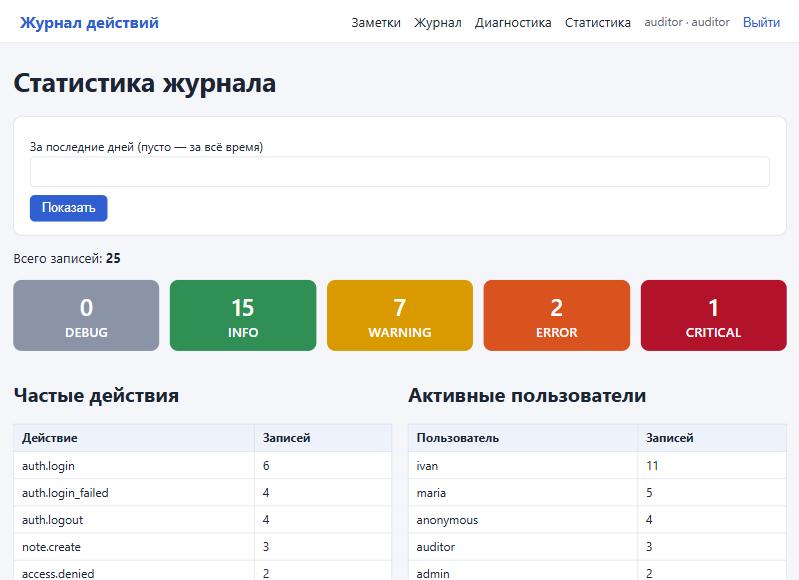 Журнал действий Заметки Журнал Диагностика Статистика auditor · auditor Выйти
Статистика журнала
За последние дней (пусто — за всё время)
Показать
Всего записей: 25
0 15 7 2 1
DEBUG INFO WARNING ERROR CRITICAL
Частые действия Активные пользователи
Действие Записей Пользователь Записей
auth.login 6 ivan 11
auth.login_failed 4 maria 5
auth.logout 4 anonymous 4
note.create 3 auditor 3
access.denied 2 admin 2